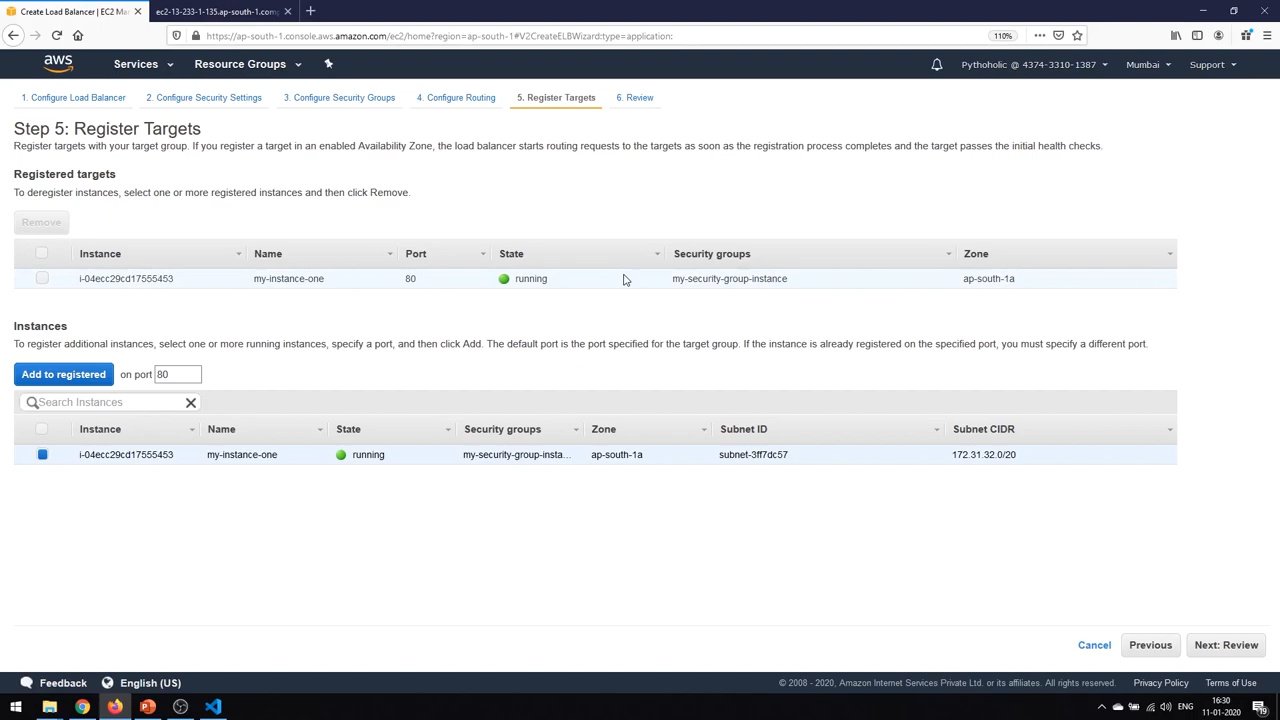 Create Load Balancer | EC2 Mar
ec2-13-233-1-135.ap-south-1.com
https://ap-south-1.console.aws.amazon.com/ec2/home?region=ap-south-1#V2CreateELBWizard:type=application:
110%
aws
Services
Resource Groups
Pythoholic @ 4374-3310-1387
Mumbai
Support
1. Configure Load Balancer
2. Configure Security Settings
3. Configure Security Groups
4. Configure Routing
5. Register Targets
6. Review
Step 5: Register Targets
Register targets with your target group. If you register a target in an enabled Availability Zone, the load balancer starts routing requests to the targets as soon as the registration process completes and the target passes the initial health checks.
Registered targets
To deregister instances, select one or more registered instances and then click Remove.
Remove
Instance Name Port State Security groups Zone
i-04ecc29cd17555453 my-instance-one 80 running my-security-group-instance ap-south-1a
Instances
To register additional instances, select one or more running instances, specify a port, and then click Add. The default port is the port specified for the target group. If the instance is already registered on the specified port, you must specify a different port.
Add to registered on port 80
Search Instances
Instance Name State Security groups Zone Subnet ID Subnet CIDR
i-04ecc29cd17555453 my-instance-one running my-security-group-insta... ap-south-1a subnet-3ff7dc57 172.31.32.0/20
Cancel Previous Next: Review
Feedback English (US) © 2008 - 2020, Amazon Internet Services Private Ltd. or its affiliates. All rights reserved. Privacy Policy Terms of Use
ENG
16:30
11-01-2020
19